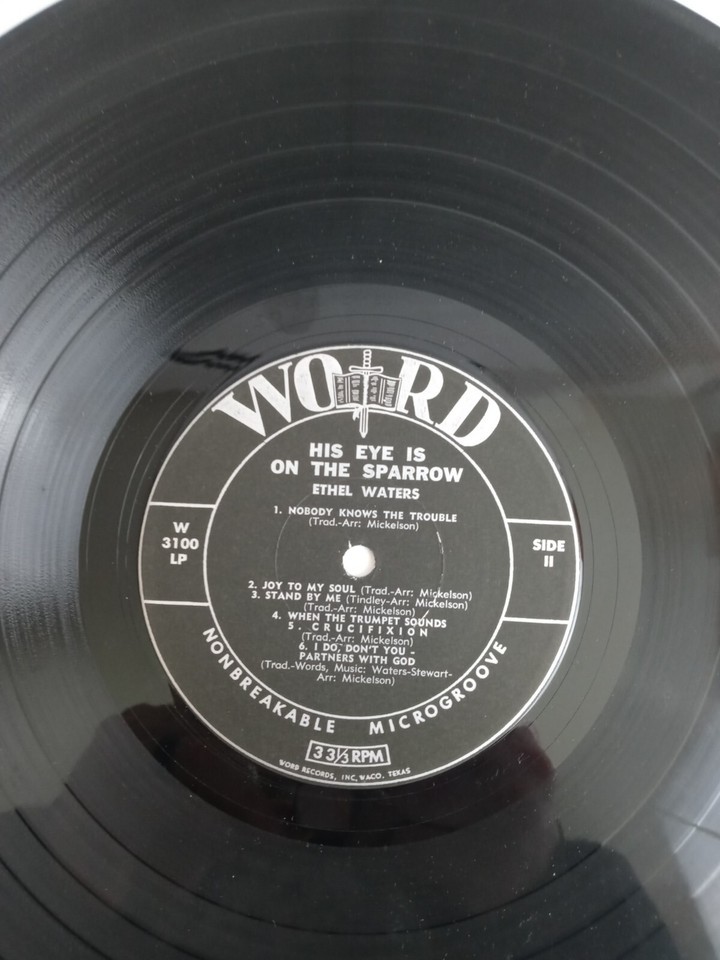 WORD
HIS EYE IS
ON THE SPARROW
ETHEL WATERS
1. NOBODY KNOWS THE TROUBLE
(Trad.-Arr: Mickelson)
W
3100
LP
SIDE
II
2. JOY TO MY SOUL (Trad.-Arr: Mickelson)
3. STAND BY ME (Tindley-Arr: Mickelson)
(Trad.-Arr: Mickelson)
4. WHEN THE TRUMPET SOUNDS
5. CRUCIFIXION
(Trad.-Arr: Mickelson)
6. I DO, DON'T YOU -
PARTNERS WITH GOD
(Trad.-Words, Music: Waters-Stewart-
Arr: Mickelson)
NONBREAKABLE MICROGROOVE
33⅓ RPM
WORD RECORDS, INC, WACO, TEXAS